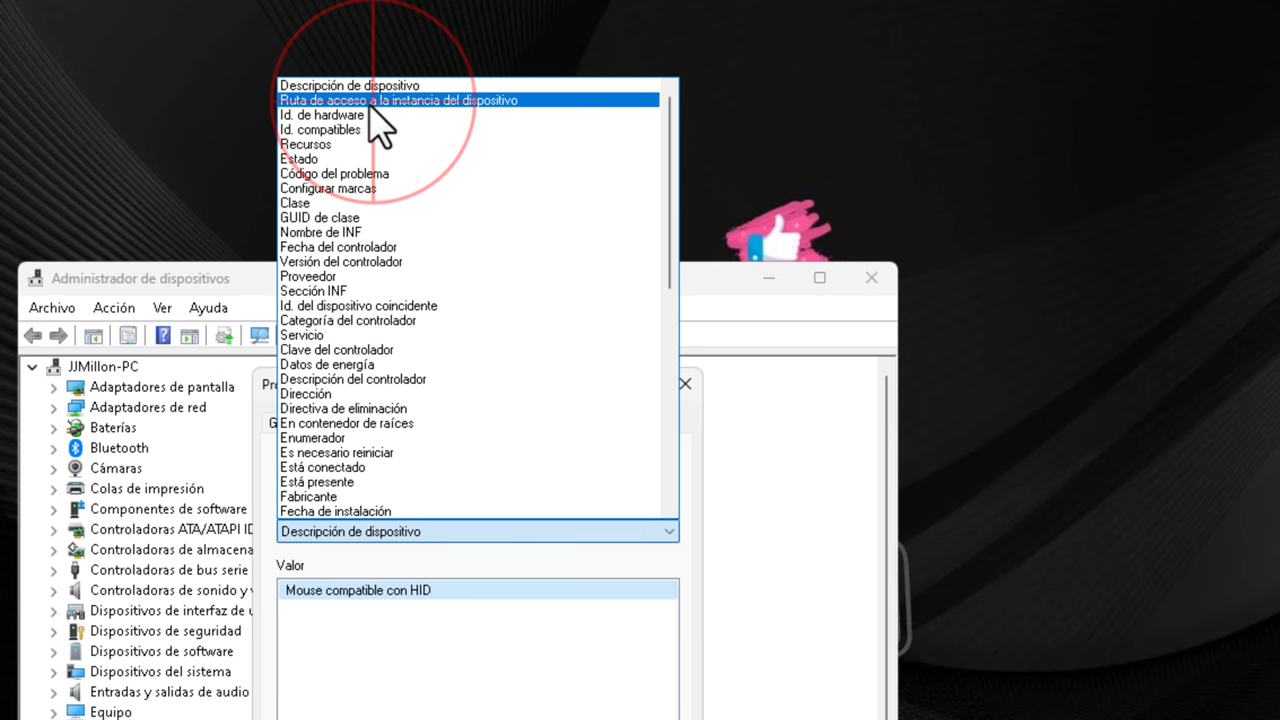 Descripción de dispositivo
Ruta de acceso a la instancia del dispositivo
Id. de hardware
Id. compatibles
Recursos
Estado
Código del problema
Configurar marcas
Clase
GUID de clase
Nombre de INF
Fecha del controlador
Versión del controlador
Proveedor
Sección INF
Id. del dispositivo coincidente
Categoría del controlador
Servicio
Clave del controlador
Datos de energía
Descripción del controlador
Dirección
Directiva de eliminación
En contenedor de raíces
Enumerador
Es necesario reiniciar
Está conectado
Está presente
Fabricante
Fecha de instalación
Descripción de dispositivo
Valor
Mouse compatible con HID
Administrador de dispositivos
Archivo Acción Ver Ayuda
JJMillon-PC
Adaptadores de pantalla
Adaptadores de red
Baterías
Bluetooth
Cámaras
Colas de impresión
Componentes de software
Controladoras ATA/ATAPI ID
Controladoras de almacena
Controladoras de bus serie
Controladoras de sonido y v
Dispositivos de interfaz de u
Dispositivos de seguridad
Dispositivos de software
Dispositivos del sistema
Entradas y salidas de audio
Equipo